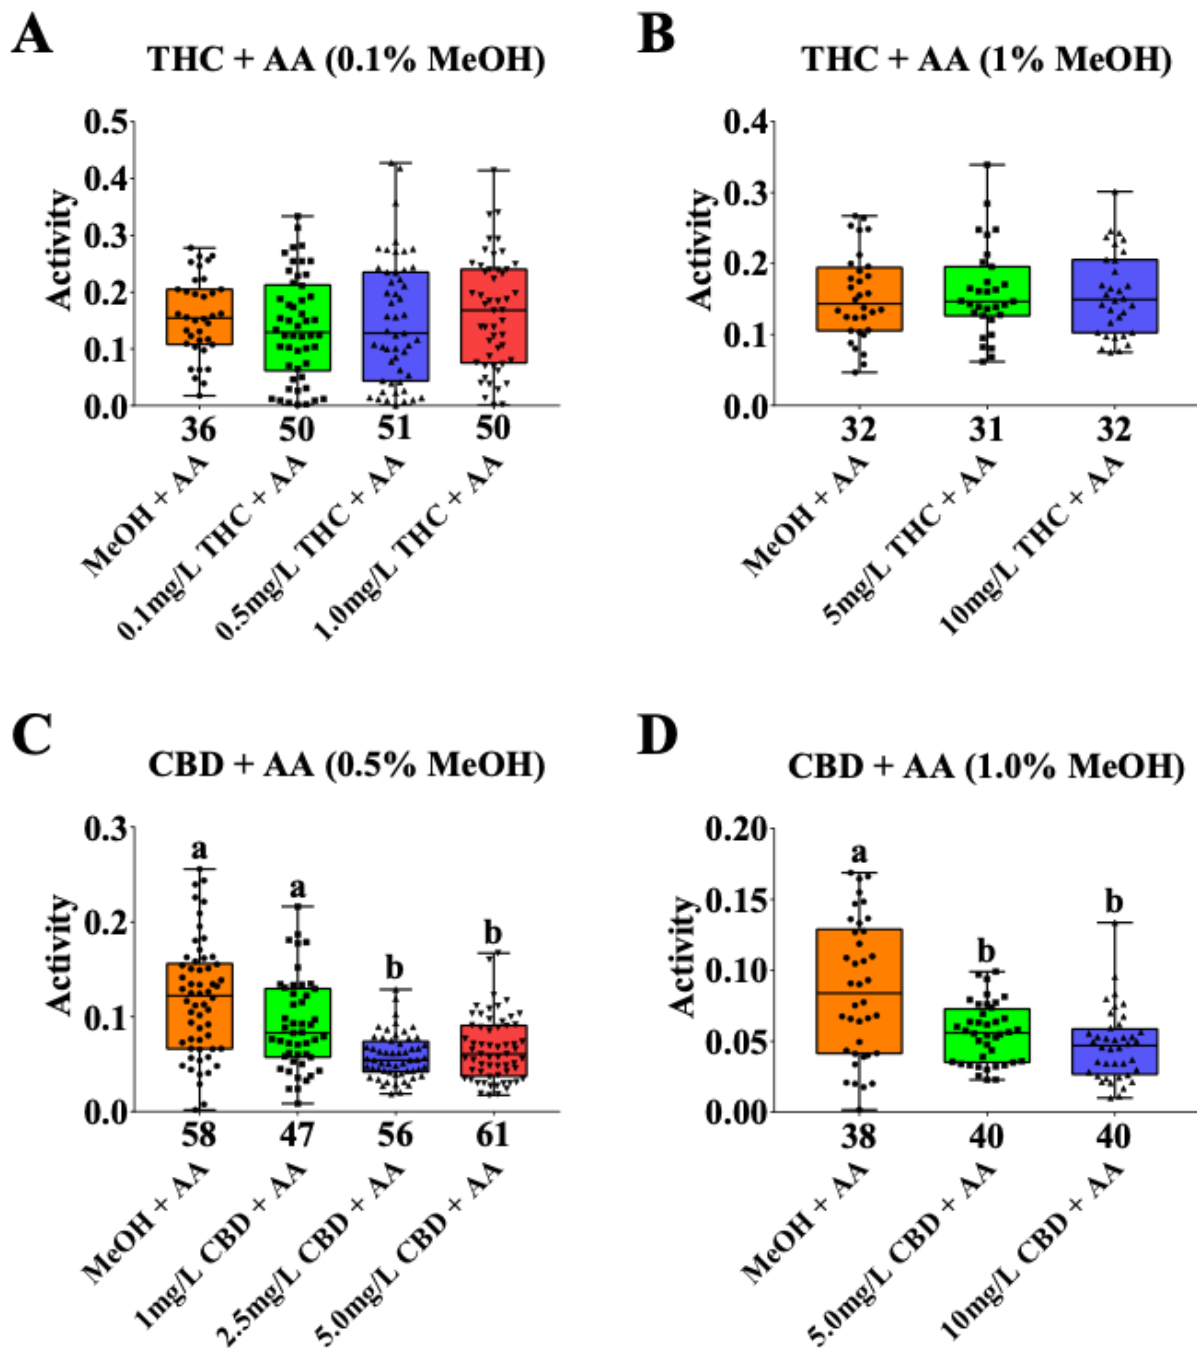 A
THC + AA (0.1% MeOH)
Activity
0.5
0.4
0.3
0.2
0.1
0.0
36 50 51 50
MeOH + AA
0.1mg/L THC + AA
0.5mg/L THC + AA
1.0mg/L THC + AA
B
THC + AA (1% MeOH)
Activity
0.4
0.3
0.2
0.1
0.0
32 31 32
MeOH + AA
5mg/L THC + AA
10mg/L THC + AA
C
CBD + AA (0.5% MeOH)
Activity
0.3
0.2
0.1
0.0
a a b b
58 47 56 61
MeOH + AA
1mg/L CBD + AA
2.5mg/L CBD + AA
5.0mg/L CBD + AA
D
CBD + AA (1.0% MeOH)
Activity
0.20
0.15
0.10
0.05
0.00
a b b
38 40 40
MeOH + AA
5.0mg/L CBD + AA
10mg/L CBD + AA